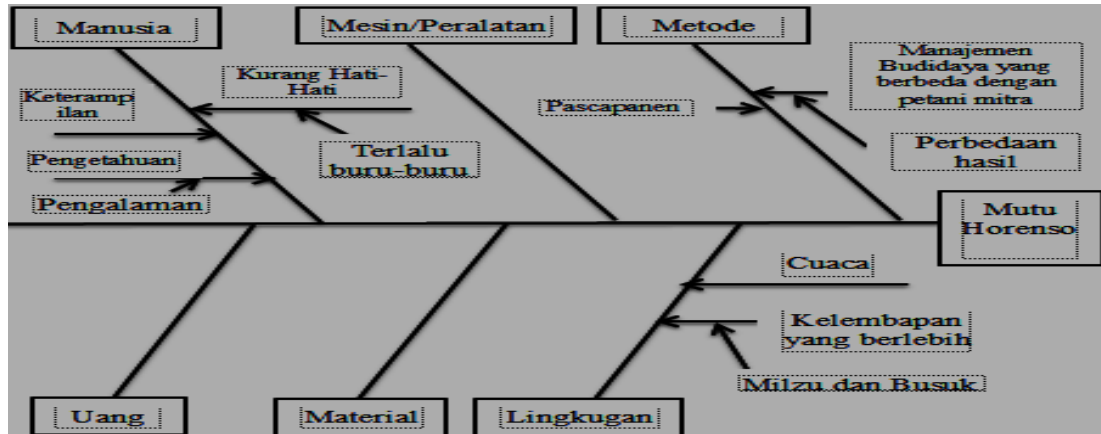 Manusia
Mesin/Peralatan
Metode
Kurang Hati-
Hati
Keteramp
ilan
Terlalu
buru-buru
Pengetahuan
Pengalaman
Pascapanen
Manajemen
Budidaya yang
berbeda dengan
petani mitra
Perbedaan
hasil
Mutu
Horenso
Cuaca
Kelembapan
yang berlebih
Milzu dan Busuk
Uang
Material
Lingkugan